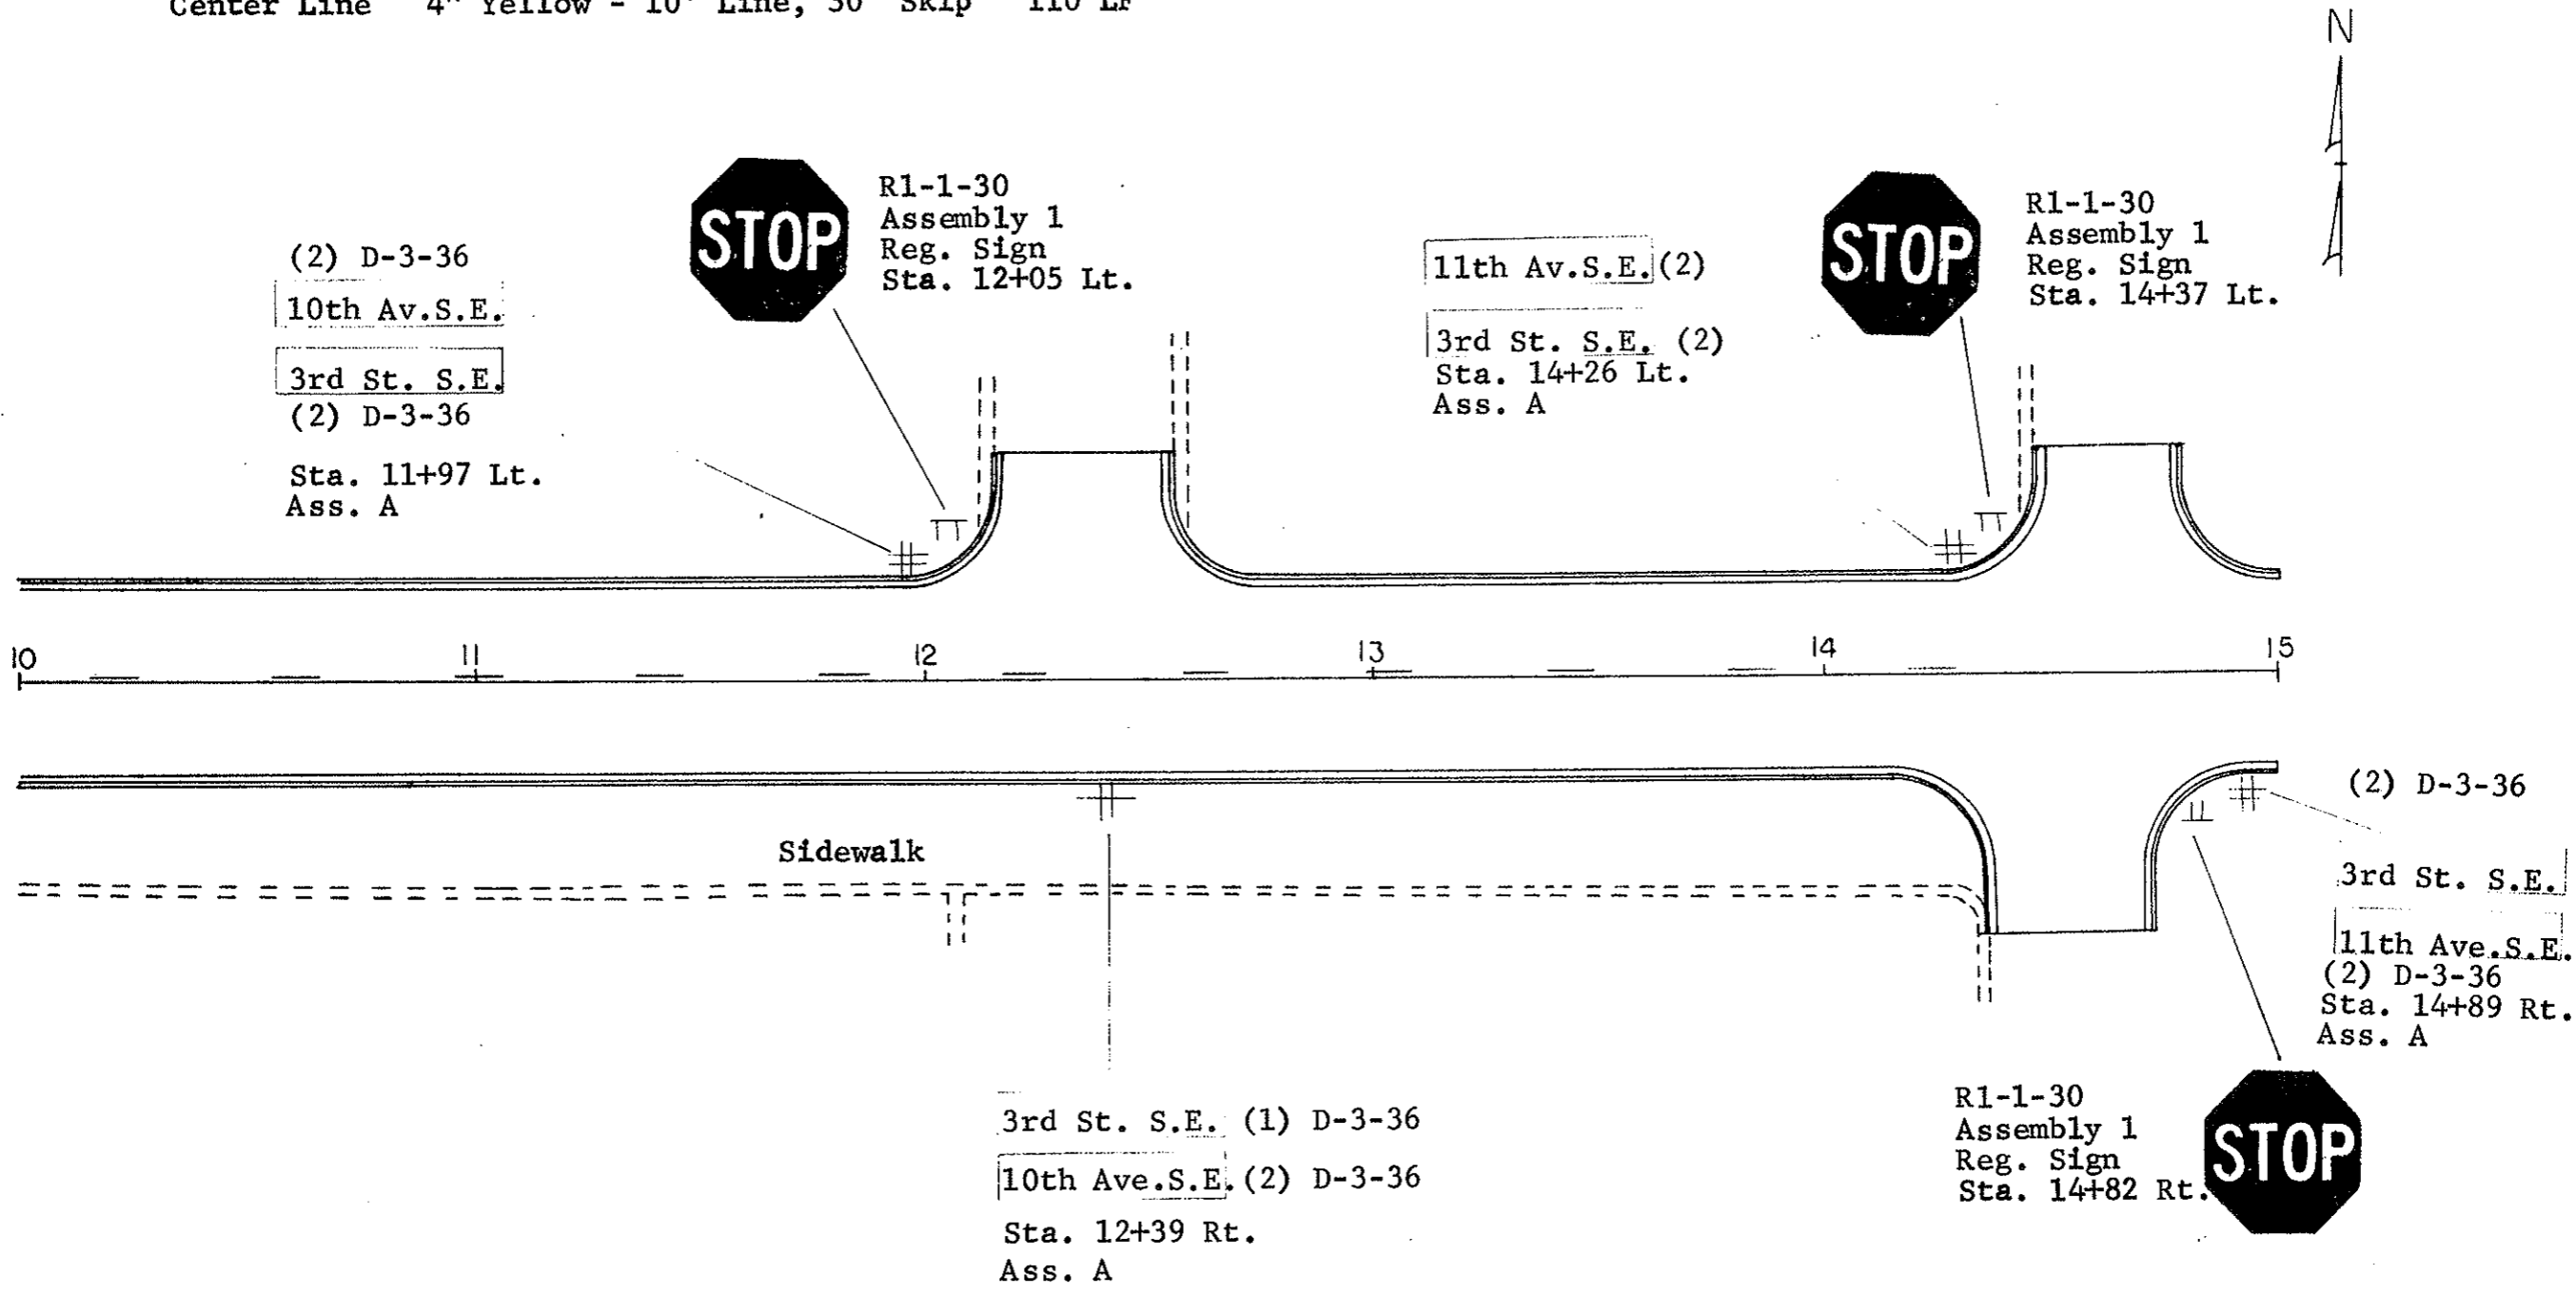 Center Line 4" Yellow - 10' Line, 30' Skip 110 LF
N
(2) D-3-36
10th Av.S.E.
3rd St. S.E.
(2) D-3-36
Sta. 11+97 Lt.
Ass. A
STOP
R1-1-30
Assembly 1
Reg. Sign
Sta. 12+05 Lt.
11th Av.S.E. (2)
3rd St. S.E. (2)
Sta. 14+26 Lt.
Ass. A
STOP
R1-1-30
Assembly 1
Reg. Sign
Sta. 14+37 Lt.
10 11 12 13 14 15
Sidewalk
(2) D-3-36
3rd St. S.E.
11th Ave.S.E.
(2) D-3-36
Sta. 14+89 Rt.
Ass. A
3rd St. S.E. (1) D-3-36
10th Ave.S.E. (2) D-3-36
Sta. 12+39 Rt.
Ass. A
R1-1-30
Assembly 1
Reg. Sign
Sta. 14+82 Rt.
STOP